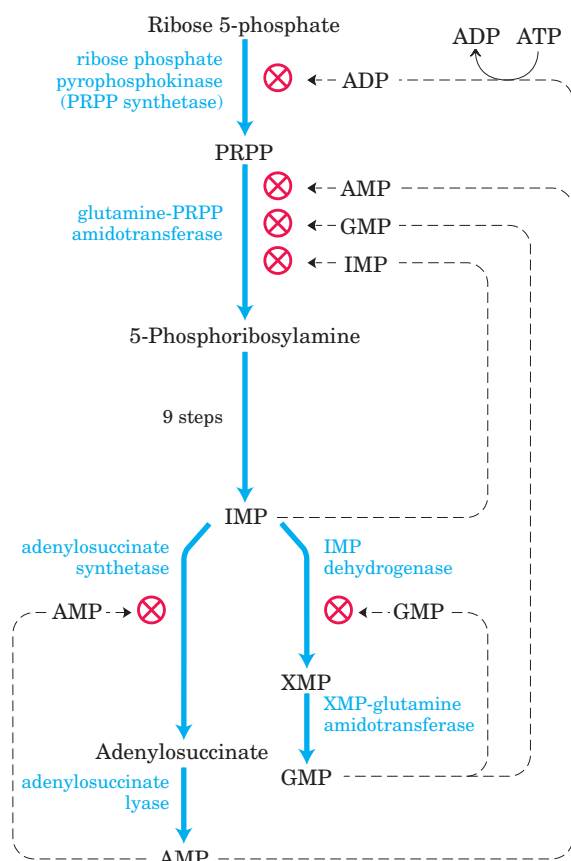 Ribose 5-phosphate
ADP ATP
ribose phosphate
pyrophosphokinase
(PRPP synthetase)
ADP
PRPP
AMP
glutamine-PRPP
amidotransferase
GMP
IMP
5-Phosphoribosylamine
9 steps
IMP
adenylosuccinate
synthetase
IMP
dehydrogenase
AMP
GMP
XMP
XMP-glutamine
amidotransferase
Adenylosuccinate
GMP
adenylosuccinate
lyase
AMP